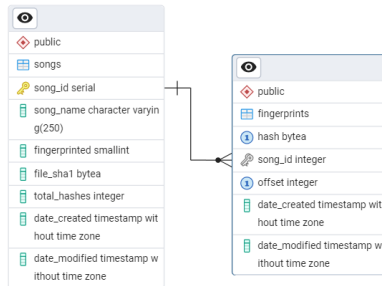 public
songs
song_id serial
song_name character varyin
g(250)
fingerprinted smallint
file_sha1 bytea
total_hashes integer
date_created timestamp wit
hout time zone
date_modified timestamp w
ithout time zone
public
fingerprints
1 hash bytea
song_id integer
1 offset integer
date_created timestamp wit
hout time zone
date_modified timestamp w
ithout time zone